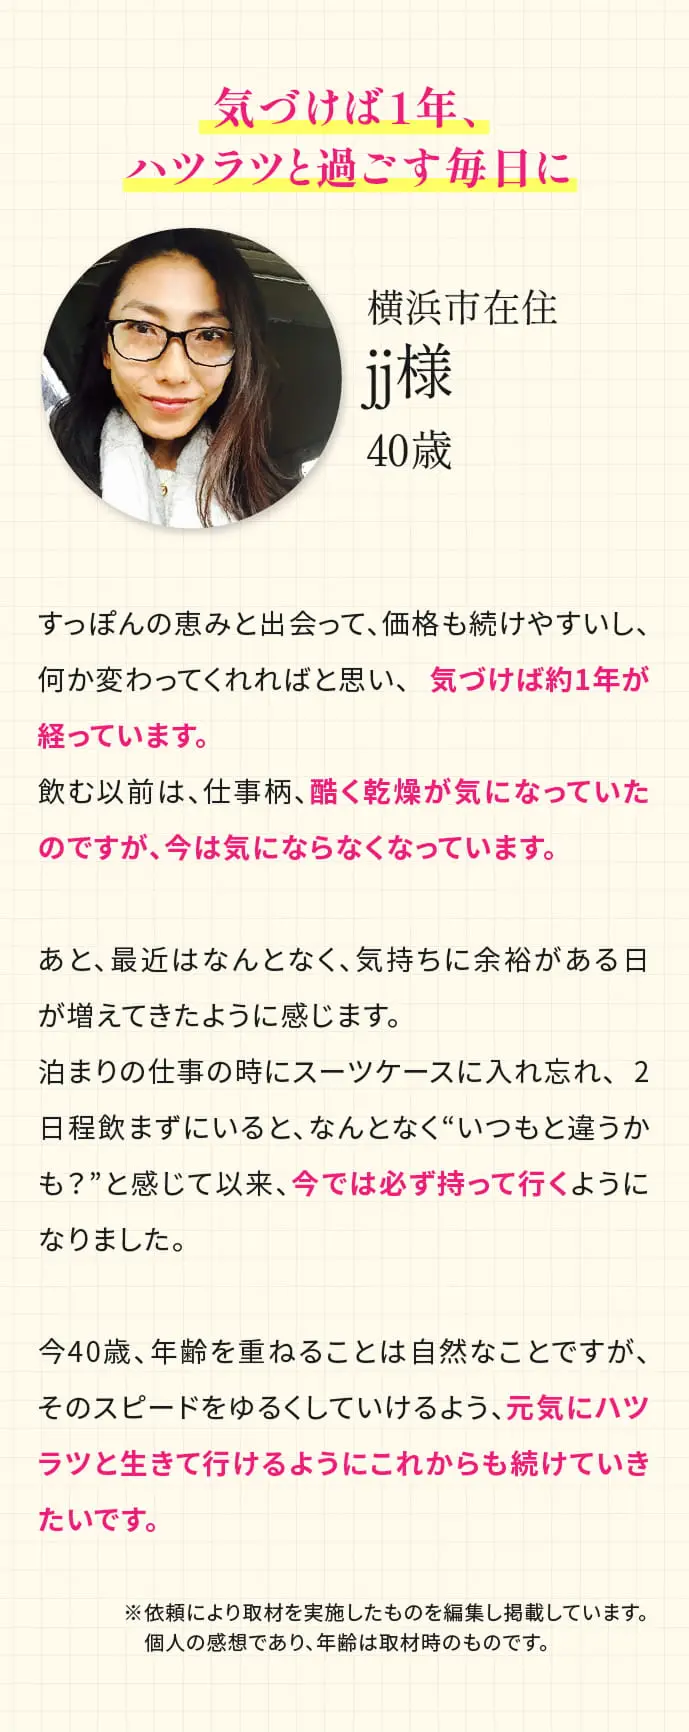 気づけば1年、
ハツラツと過ごす毎日に
横浜市在住
jj様
40歳
すっぽんの恵みと出会って、価格も続けやすいし、
何か変わってくれればと思い、 気づけば約1年が
経っています。
飲む以前は、仕事柄、酷く乾燥が気になっていた
のですが、今は気にならなくなっています。
あと、最近はなんとなく、気持ちに余裕がある日
が増えてきたように感じます。
泊まりの仕事の時にスーツケースに入れ忘れ、 2
日程飲まずにいると、なんとなく“いつもと違うか
も？”と感じて以来、今では必ず持って行くように
なりました。
今40歳、年齢を重ねることは自然なことですが、
そのスピードをゆるくしていけるよう、元気にハツ
ラツと生きて行けるようにこれからも続けていき
たいです。
※依頼により取材を実施したものを編集し掲載しています。
個人の感想であり、年齢は取材時のものです。